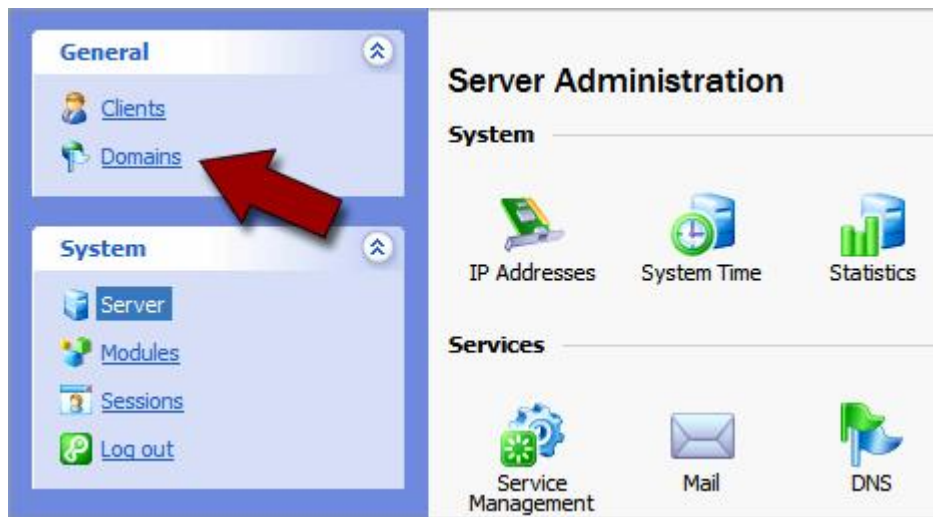 General
Clients
Domains
System
Server
Modules
Sessions
Log out
Server Administration
System
IP Addresses
System Time
Statistics
Services
Service
Management
Mail
DNS